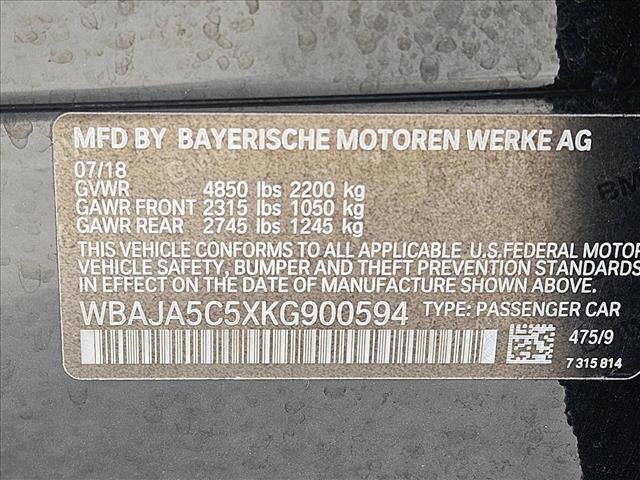 MFD BY BAYERISCHE MOTOREN WERKE AG
07/18
GVWR 4850 lbs 2200 kg
GAWR FRONT 2315 lbs 1050 kg
GAWR REAR 2745 lbs 1245 kg
THIS VEHICLE CONFORMS TO ALL APPLICABLE U.S.FEDERAL MOTOR
VEHICLE SAFETY, BUMPER AND THEFT PREVENTION STANDARDS
IN EFFECT ON THE DATE OF MANUFACTURE SHOWN ABOVE.
WBAJA5C5XKG900594 TYPE: PASSENGER CAR
475/9
7 315 814